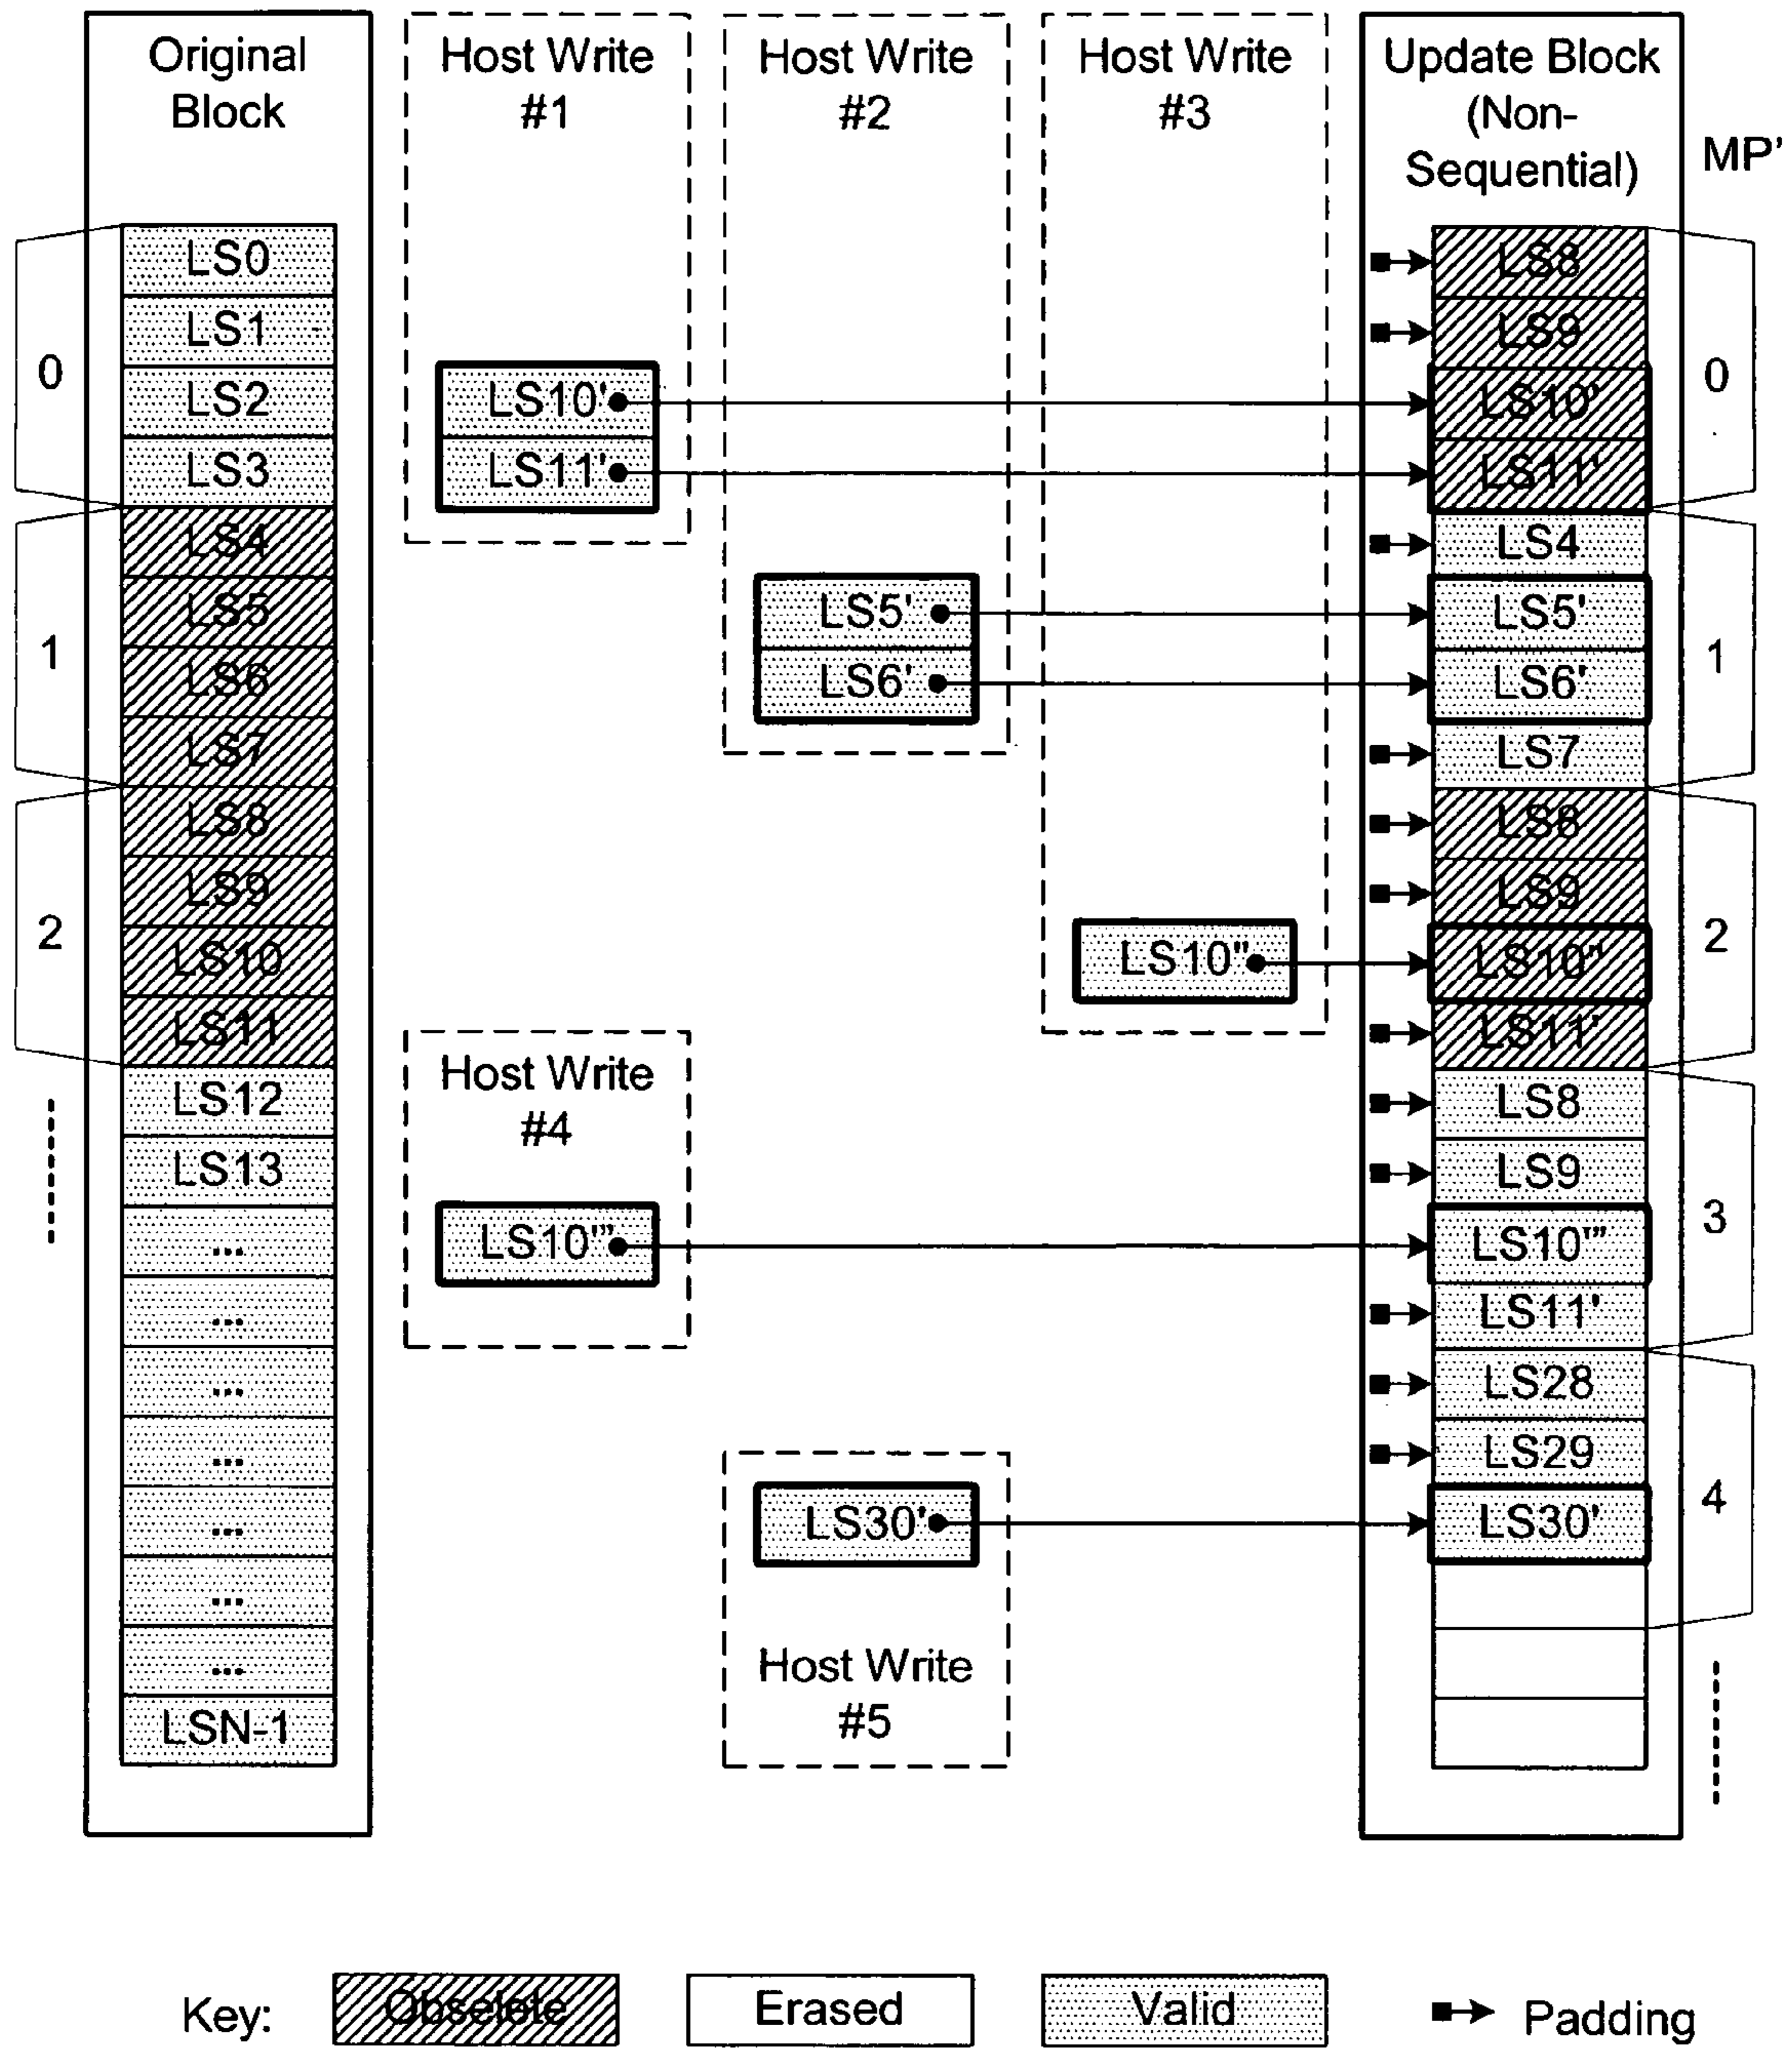 Original
Block
Host Write
#1
Host Write
#2
Host Write
#3
Update Block
(Non-
Sequential)
MP'
0
1
2
LS0
LS1
LS2
LS3
LS4
LS5
LS6
LS7
LS8
LS9
LS10
LS11
LS12
LS13
...
...
...
...
...
...
...
LSN-1
LS10'
LS11'
LS5'
LS6'
LS10"
Host Write
#4
LS10'"
LS30'
Host Write
#5
LS8
LS9
LS10'
LS11'
LS4
LS5'
LS6'
LS7
LS8
LS9
LS10"
LS11'
LS8
LS9
LS10'"
LS11'
LS28
LS29
LS30'
0
1
2
3
4
Key:
Obselete
Erased
Valid
Padding